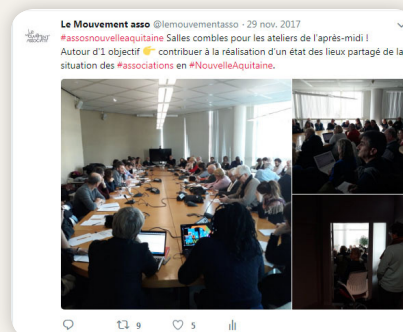 Le Mouvement asso @lemouvementasso · 29 nov. 2017
#assosnouvelleaquitaine Salles combles pour les ateliers de l'après-midi !
Autour d'1 objectif 👉 contribuer à la réalisation d'un état des lieux partagé de la
situation des #associations en #NouvelleAquitaine.
9 5